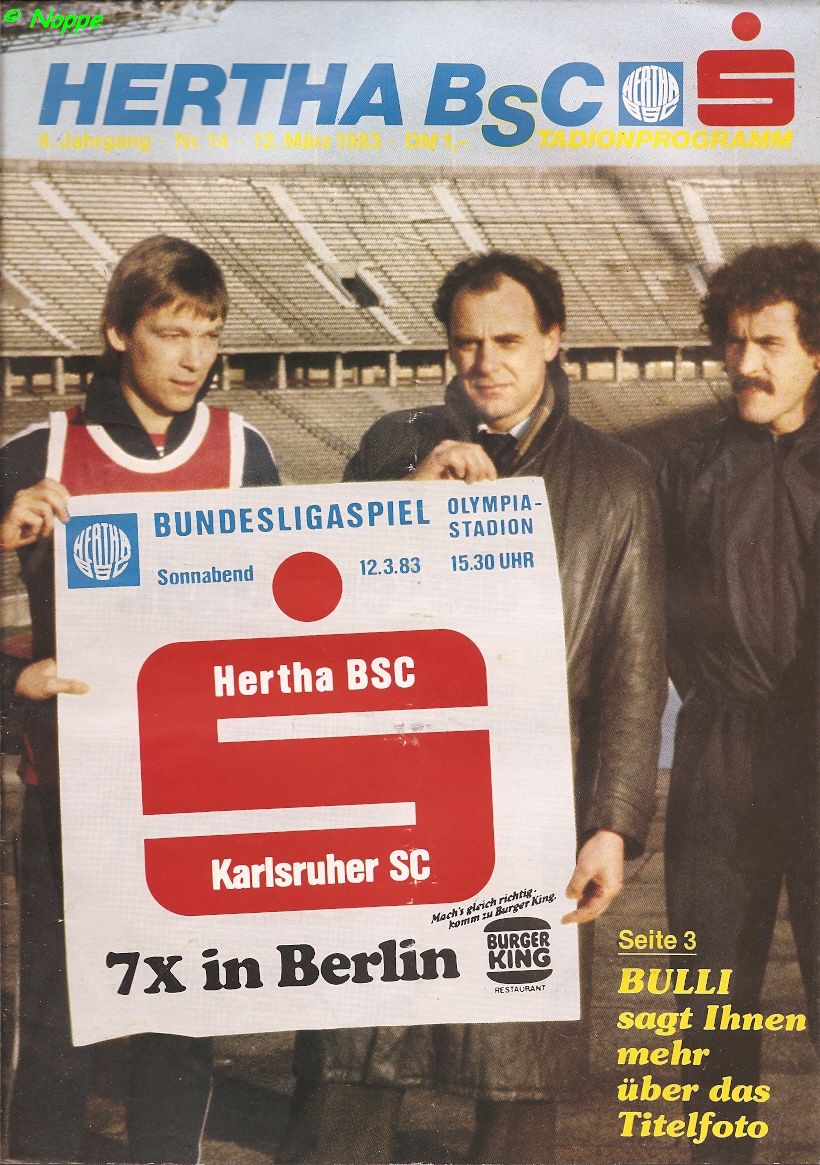 © Noppe
HERTHA BSC HERTHA BSC
4. Jahrgang · Nr. 14 · 12. März 1983 · DM 1,- STADIONPROGRAMM
HERTHA BSC
BUNDESLIGASPIEL
OLYMPIA-
STADION
Sonnabend 12.3.83 15.30 UHR
Hertha BSC
Karlsruher SC
Mach's gleich richtig -
komm zu Burger King.
7x in Berlin
BURGER
KING
RESTAURANT
Seite 3
BULLI
sagt Ihnen
mehr
über das
Titelfoto